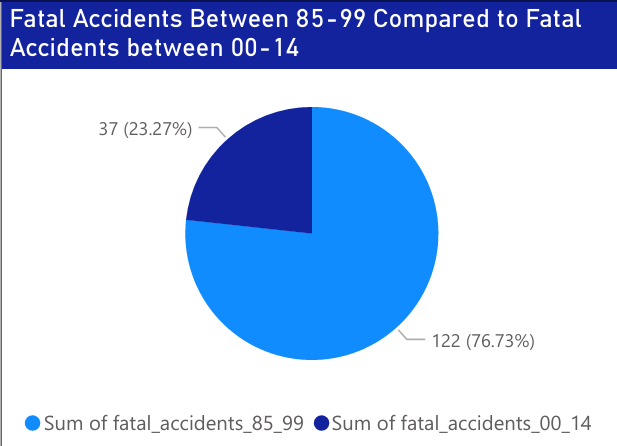 Fatal Accidents Between 85-99 Compared to Fatal
Accidents between 00-14
37 (23.27%)
122 (76.73%)
Sum of fatal_accidents_85_99 Sum of fatal_accidents_00_14